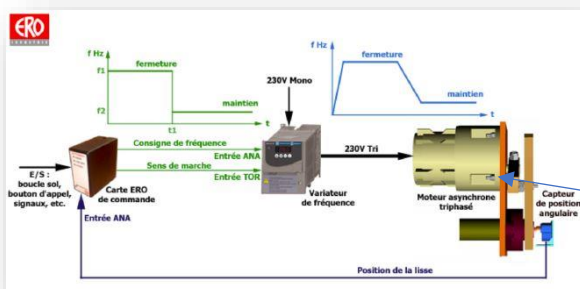 ERO
f Hz
fermeture
f1
maintien
f2
t1
t
230V Mono
f Hz
fermeture
maintien
t
Consigne de fréquence
Entrée ANA
Sens de marche
Entrée TOR
230V Tri
E/S :
boucle sol,
bouton d'appel,
signaux, etc.
Carte ERO
de commande
Variateur
de fréquence
Moteur asynchrone
triphasé
Capteur
de position
angulaire
Entrée ANA
Position de la lisse